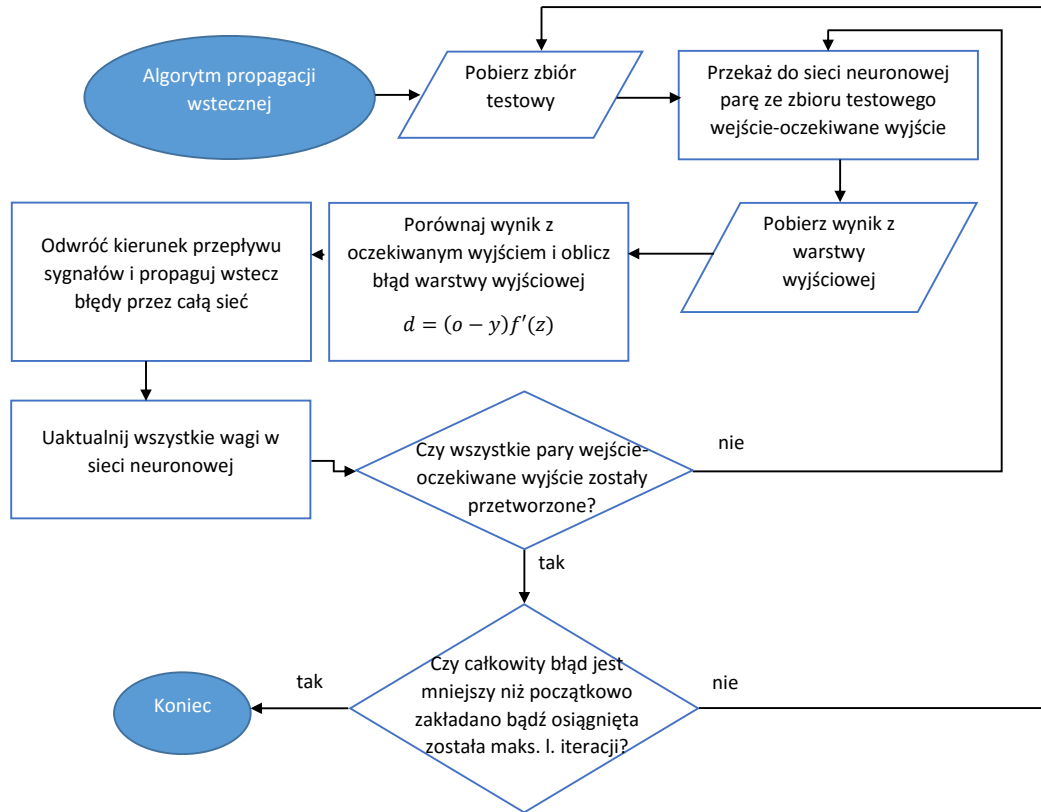 Algorytm propagacji
wstecznej
Pobierz zbiór
testowy
Przekaż do sieci neuronowej
parę ze zbioru testowego
wejście-oczekiwane wyjście
Pobierz wynik z
warstwy
wyjściowej
Porównaj wynik z
oczekiwanym wyjściem i oblicz
błąd warstwy wyjściowej
d = (o − y)f′(z)
Odwróć kierunek przepływu
sygnałów i propaguj wstecz
błędy przez całą sieć
Uaktualnij wszystkie wagi w
sieci neuronowej
Czy wszystkie pary wejście-
oczekiwane wyjście zostały
przetworzone?
nie
tak
Czy całkowity błąd jest
mniejszy niż początkowo
zakładano bądź osiągnięta
została maks. l. iteracji?
nie
tak
Koniec